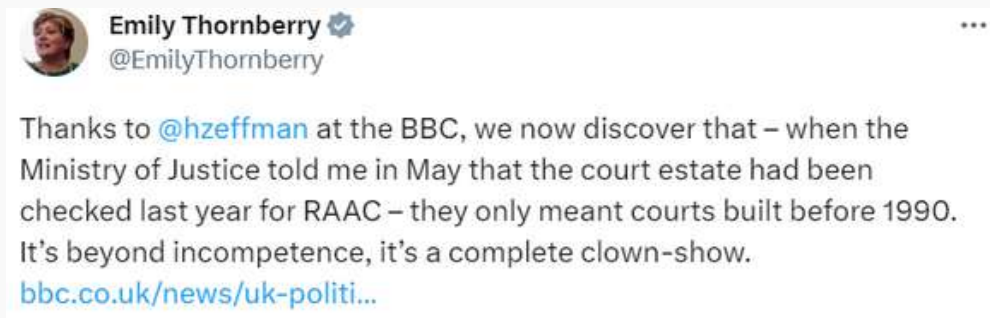 Emily Thornberry
@EmilyThornberry
Thanks to @hzeffman at the BBC, we now discover that – when the
Ministry of Justice told me in May that the court estate had been
checked last year for RAAC – they only meant courts built before 1990.
It’s beyond incompetence, it’s a complete clown-show.
bbc.co.uk/news/uk-politi...